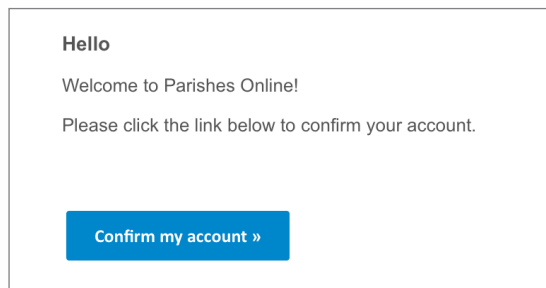 Hello
Welcome to Parishes Online!
Please click the link below to confirm your account.
Confirm my account »